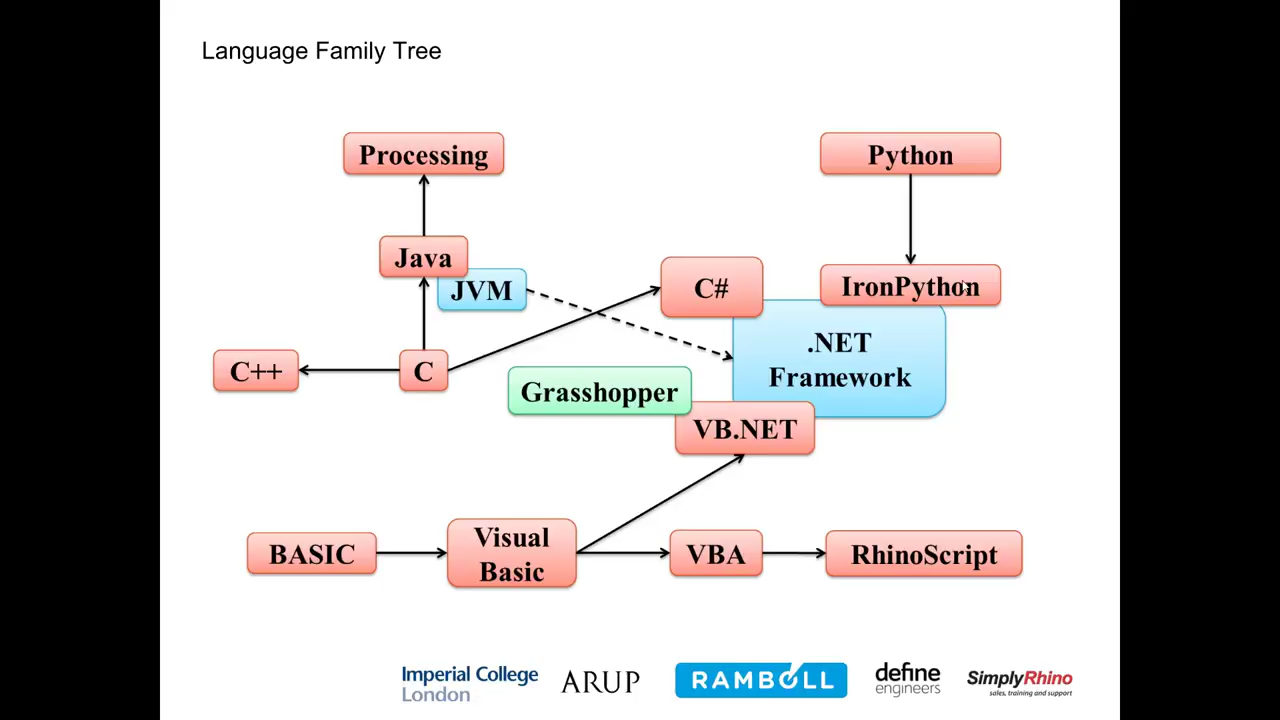 Language Family Tree
Processing
Python
Java
JVM
C#
IronPython
.NET
Framework
C++
C
Grasshopper
VB.NET
BASIC
Visual
Basic
VBA
RhinoScript
Imperial College
London
ARUP
RAMBOLL
define
engineers
SimplyRhino
sales, training and support